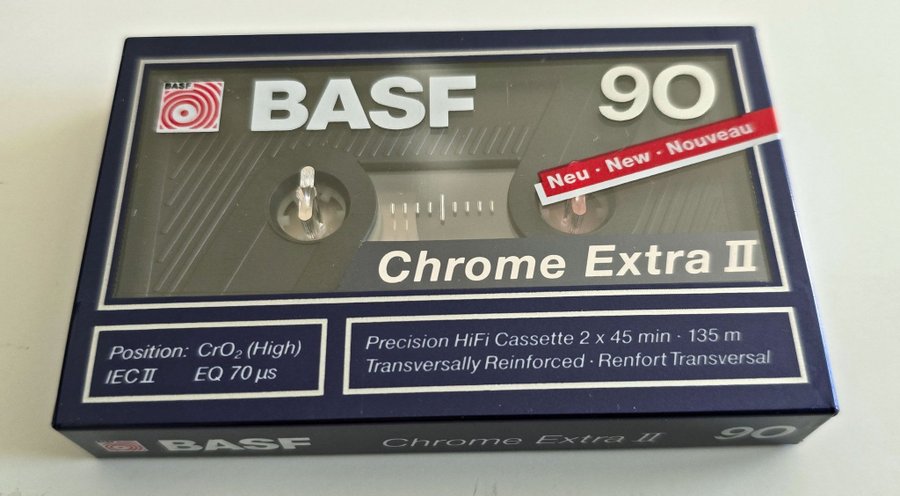 BASF
BASF
90
Neu · New · Nouveau
Chrome Extra II
Position: CrO₂ (High)
IEC II EQ 70 µs
Precision HiFi Cassette 2 x 45 min · 135 m
Transversally Reinforced · Renfort Transversal
BASF
Chrome Extra II
90